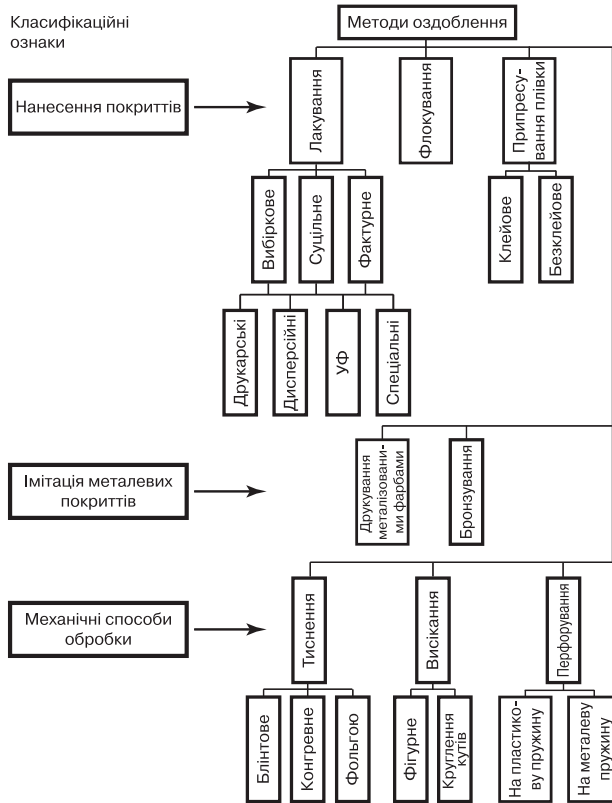 Класифікаційні
ознаки
Методи оздоблення
Нанесення покриттів
Лакування
Флокування
Припресу-
вання плівки
Вибіркове
Суцільне
Фактурне
Клейове
Безклейове
Друкарські
Дисперсійні
УФ
Спеціальні
Імітація металевих
покриттів
Друкування
металізовани-
ми фарбами
Бронзування
Механічні способи
обробки
Тиснення
Висікання
Перфорування
Блінтове
Конгревне
Фольгою
Фігурне
Круглення
кутів
На пластико-
ву пружину
На металеву
пружину